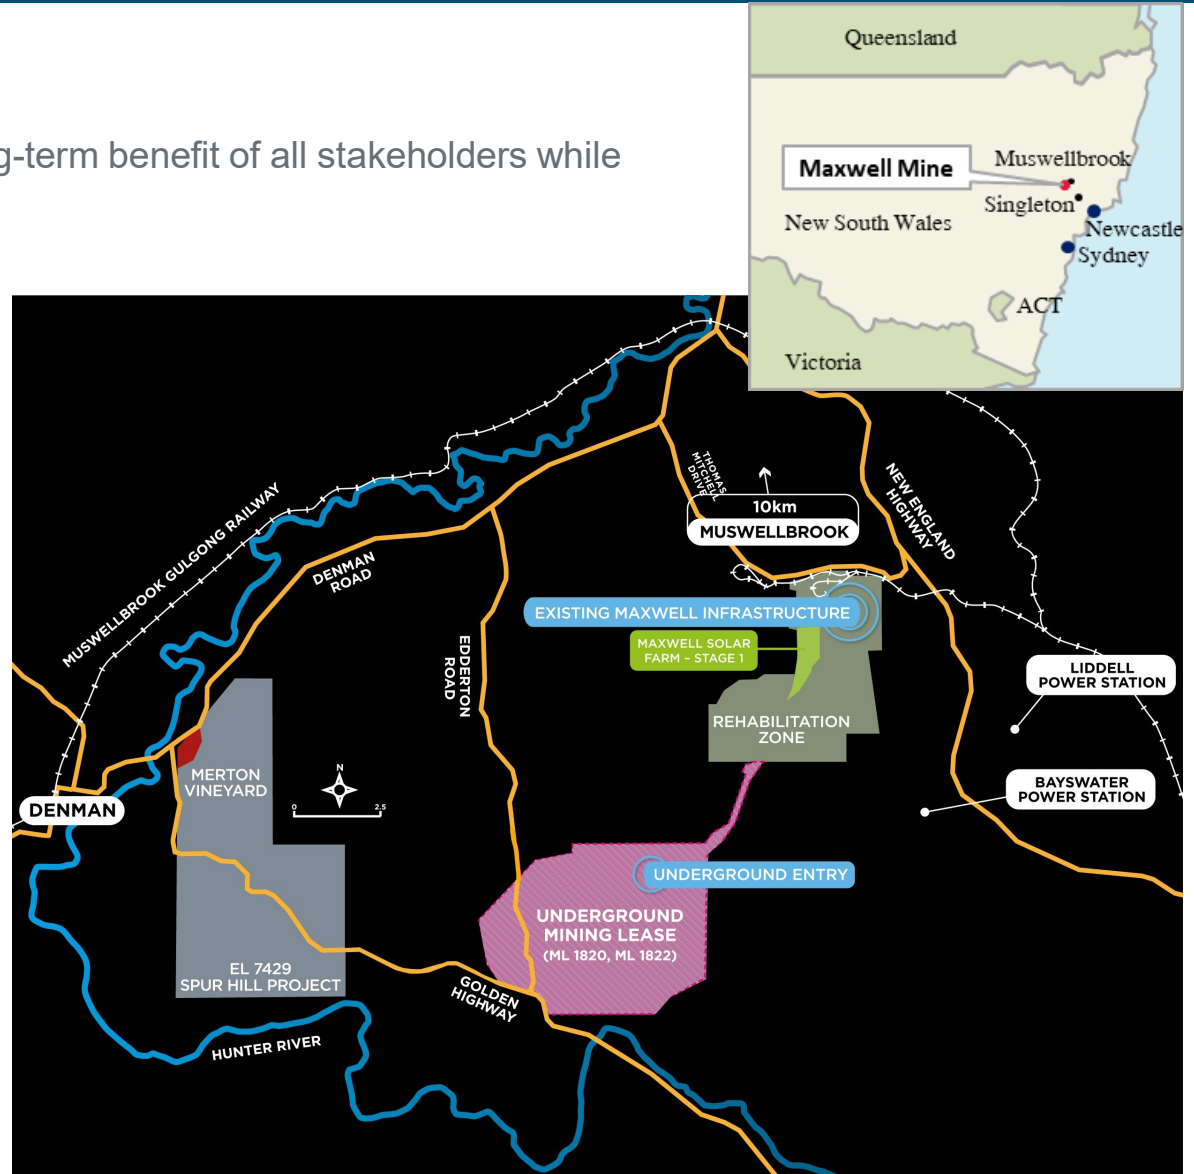 g-term benefit of all stakeholders while
Queensland
Maxwell Mine
Muswellbrook
Singleton
New South Wales
Newcastle
Sydney
ACT
Victoria
MUSWELLBROOK GULGONG RAILWAY
DENMAN
ROAD
THOMAS
MITCHELL
DRIVE
10km
MUSWELLBROOK
NEW ENGLAND
HIGHWAY
EXISTING MAXWELL INFRASTRUCTURE
MAXWELL SOLAR
FARM – STAGE 1
EDDERTON
ROAD
REHABILITATION
ZONE
LIDDELL
POWER STATION
BAYSWATER
POWER STATION
MERTON
VINEYARD
N
0 2.5
DENMAN
UNDERGROUND ENTRY
UNDERGROUND
MINING LEASE
(ML 1820, ML 1822)
EL 7429
SPUR HILL PROJECT
GOLDEN
HIGHWAY
HUNTER RIVER